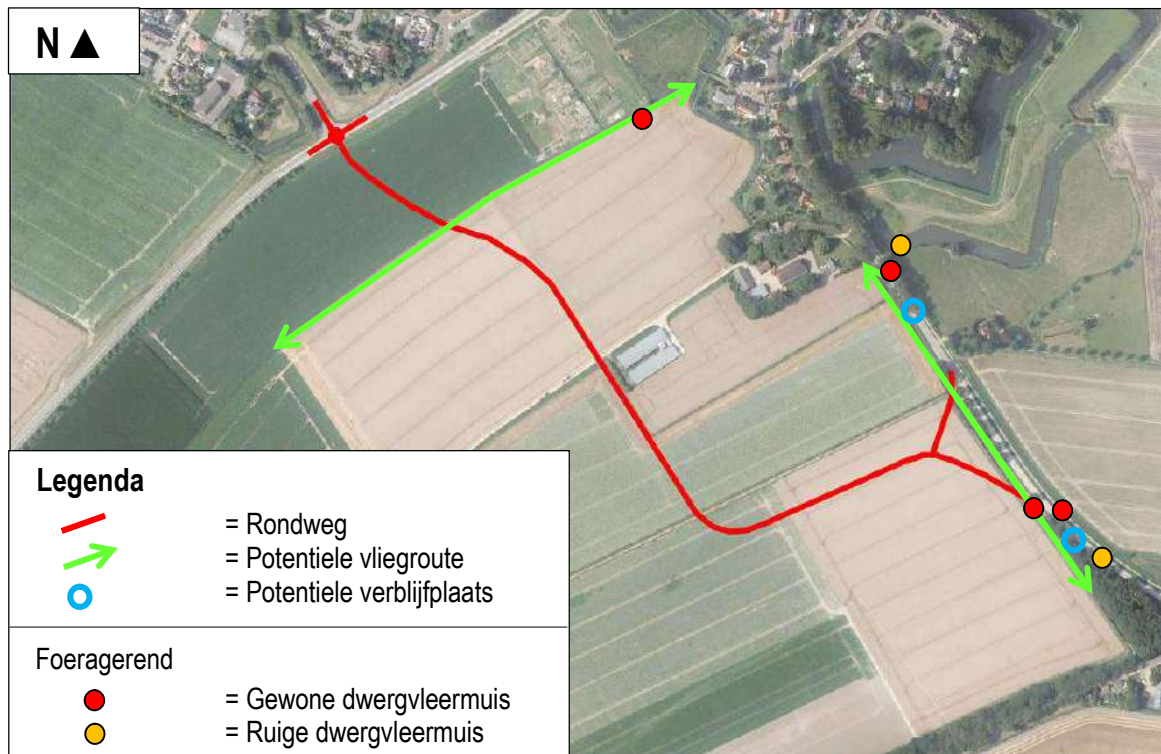 N ▲
Legenda
= Rondweg
= Potentiele vliegroute
= Potentiele verblijfplaats
Foeragerend
= Gewone dwergvleermuis
= Ruige dwergvleermuis